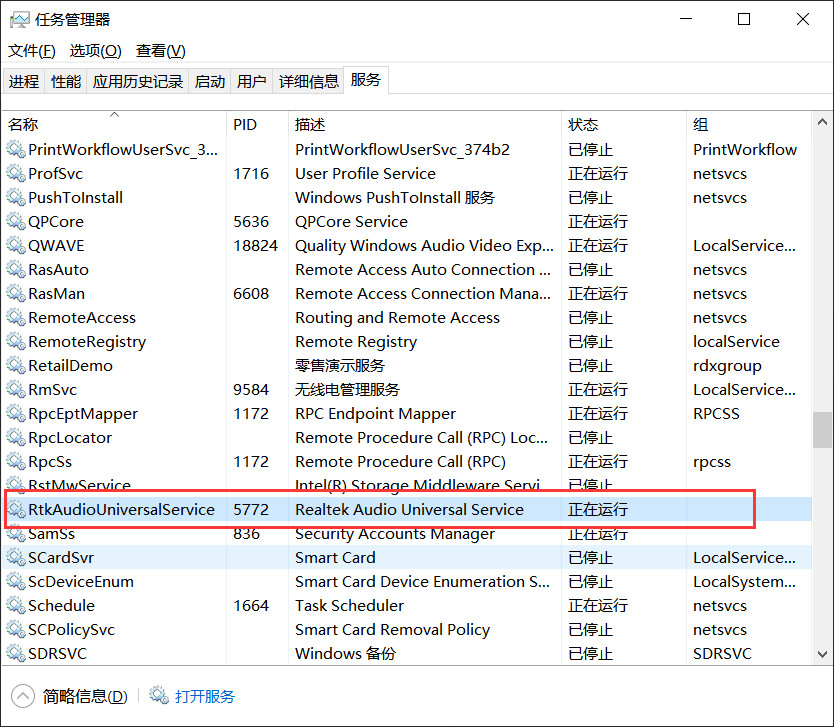 任务管理器
文件(F) 选项(O) 查看(V)
进程 性能 应用历史记录 启动 用户 详细信息 服务
名称 PID 描述 状态 组
PrintWorkflowUserSvc_3... PrintWorkflowUserSvc_374b2 已停止 PrintWorkflow
ProfSvc 1716 User Profile Service 正在运行 netsvcs
PushToInstall Windows PushToInstall 服务 已停止 netsvcs
QPCore 5636 QPCore Service 正在运行
QWAVE 18824 Quality Windows Audio Video Exp... 正在运行 LocalService...
RasAuto Remote Access Auto Connection ... 已停止 netsvcs
RasMan 6608 Remote Access Connection Mana... 正在运行 netsvcs
RemoteAccess Routing and Remote Access 已停止 netsvcs
RemoteRegistry Remote Registry 已停止 localService
RetailDemo 零售演示服务 已停止 rdxgroup
RmSvc 9584 无线电管理服务 正在运行 LocalService...
RpcEptMapper 1172 RPC Endpoint Mapper 正在运行 RPCSS
RpcLocator Remote Procedure Call (RPC) Loc... 已停止
RpcSs 1172 Remote Procedure Call (RPC) 正在运行 rpcss
RstMwService Intel(R) Storage Middleware Servi... 已停止
RtkAudioUniversalService 5772 Realtek Audio Universal Service 正在运行
SamSs 836 Security Accounts Manager 正在运行
SCardSvr Smart Card 已停止 LocalService...
ScDeviceEnum Smart Card Device Enumeration S... 已停止 LocalSystem...
Schedule 1664 Task Scheduler 正在运行 netsvcs
SCPolicySvc Smart Card Removal Policy 已停止 netsvcs
SDRSVC Windows 备份 已停止 SDRSVC
简略信息(D) 打开服务